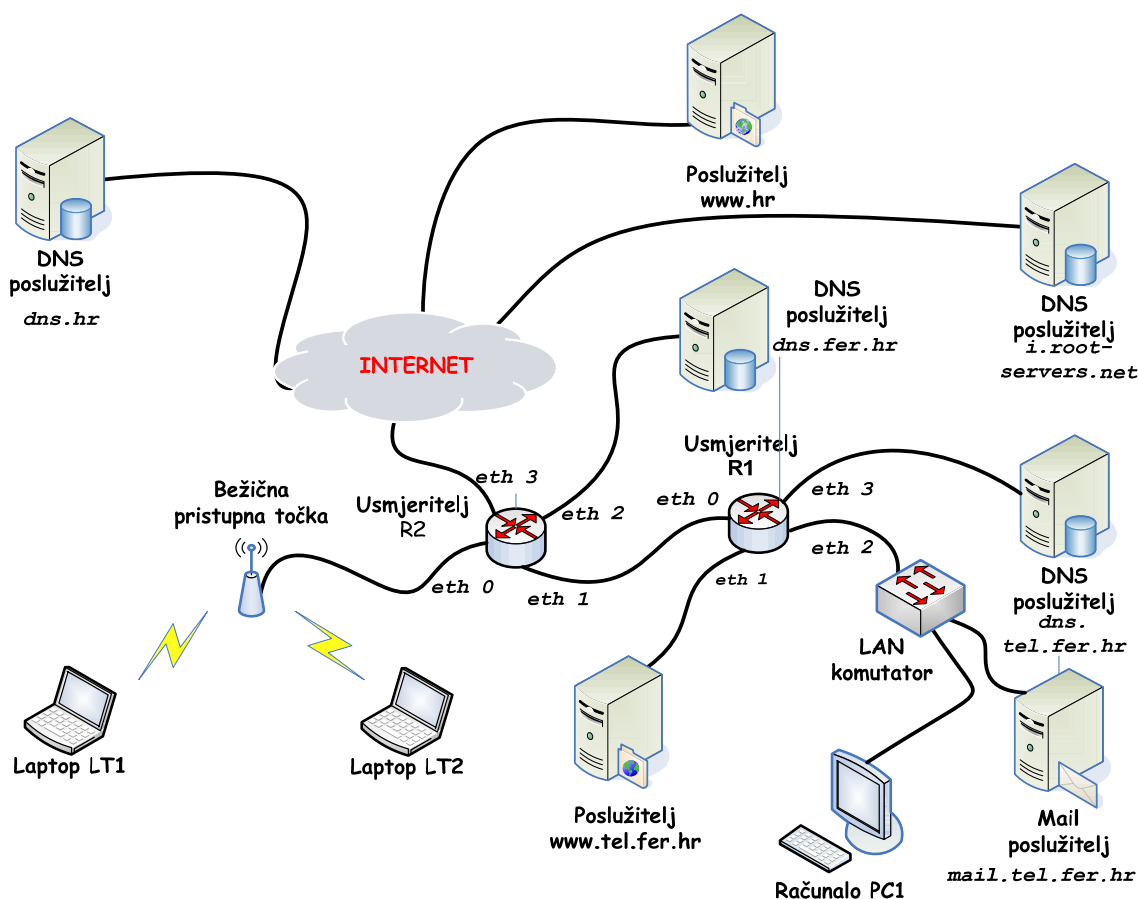 Poslužitelj
www.hr
DNS
poslužitelj
dns.hr
DNS
poslužitelj
dns.fer.hr
DNS
poslužitelj
i.root-
servers.net
INTERNET
Usmjeritelj
R1
eth 3
eth 0
eth 3
Bežična
pristupna točka
Usmjeritelj
R2
eth 2
eth 2
eth 0
eth 1
eth 1
DNS
poslužitelj
dns.
tel.fer.hr
LAN
komutator
Laptop LT1
Laptop LT2
Poslužitelj
www.tel.fer.hr
Mail
poslužitelj
mail.tel.fer.hr
Računalo PC1